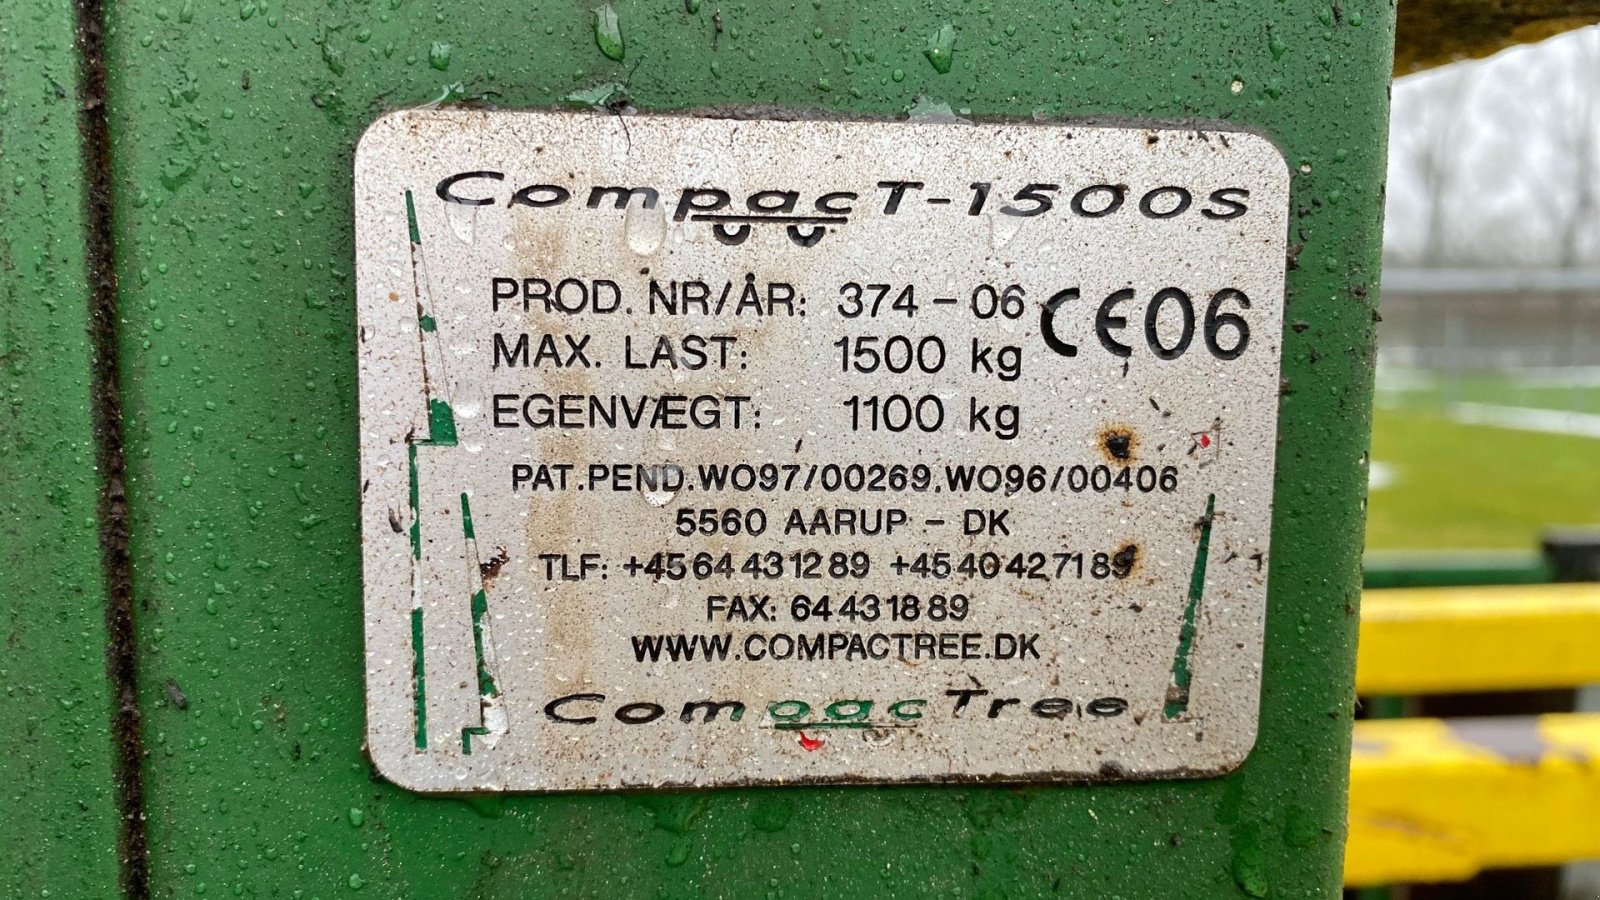 CompacT-1500S
PROD. NR/ÅR: 374 - 06 CE06
MAX. LAST: 1500 kg
EGENVÆGT: 1100 kg
PAT.PEND.WO97/00269.WO96/00406
5560 AARUP - DK
TLF: +45 64 43 12 89 +45 40 42 71 89
FAX: 64 43 18 89
WWW.COMPACTREE.DK
CompacTree